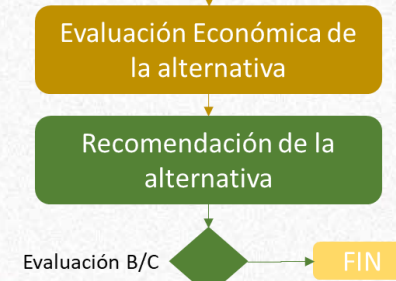 Evaluación Económica de
la alternativa
Recomendación de la
alternativa
Evaluación B/C
FIN